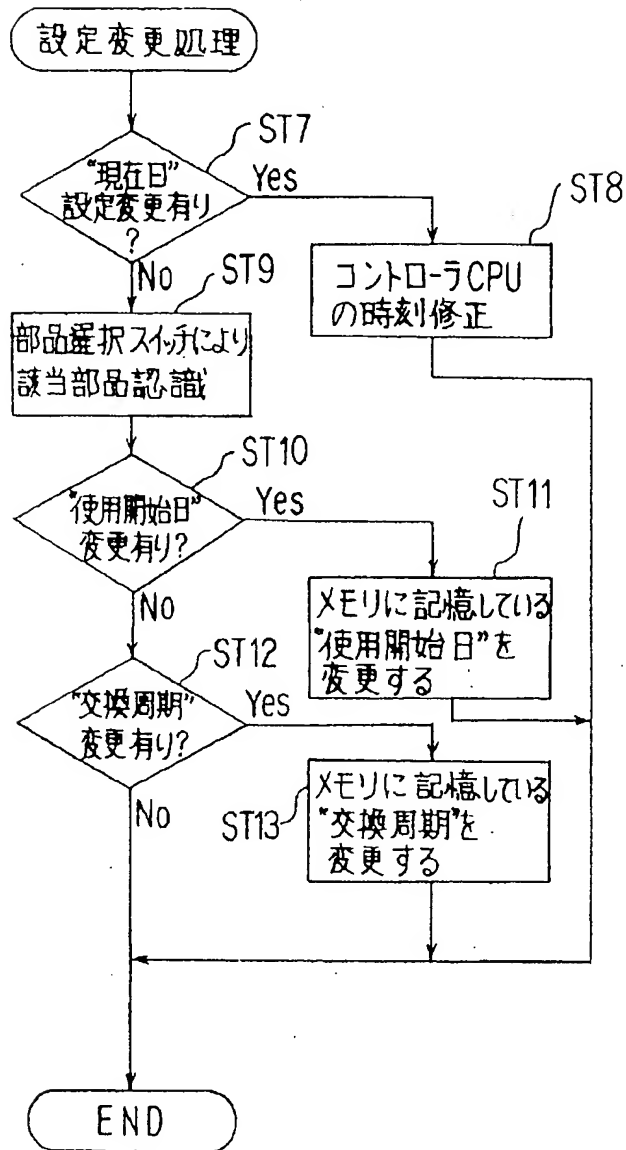 設定変更処理
ST7
"現在日"
設定変更有り
?
Yes
No
ST8
コントローラCPU
の時刻修正
ST9
部品選択スイッチにより
該当部品認識
ST10
"使用開始日"
変更有り?
Yes
No
ST11
メモリに記憶している
"使用開始日"を
変更する
ST12
"交換周期"
変更有り?
Yes
No
ST13
メモリに記憶している
"交換周期"を
変更する
END